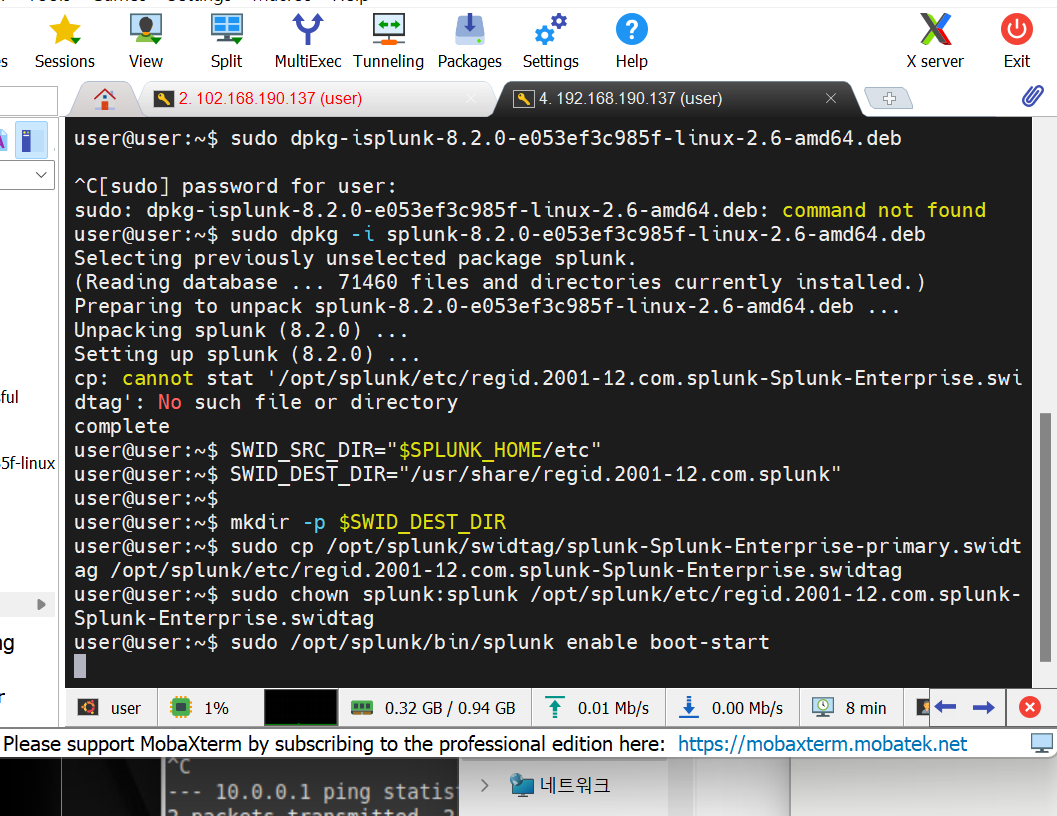 Sessions View Split MultiExec Tunneling Packages Settings Help X server Exit
2. 102.168.190.137 (user)
4. 192.168.190.137 (user)
user@user:~$ sudo dpkg-isplunk-8.2.0-e053ef3c985f-linux-2.6-amd64.deb
^C[sudo] password for user:
sudo: dpkg-isplunk-8.2.0-e053ef3c985f-linux-2.6-amd64.deb: command not found
user@user:~$ sudo dpkg -i splunk-8.2.0-e053ef3c985f-linux-2.6-amd64.deb
Selecting previously unselected package splunk.
(Reading database ... 71460 files and directories currently installed.)
Preparing to unpack splunk-8.2.0-e053ef3c985f-linux-2.6-amd64.deb ...
Unpacking splunk (8.2.0) ...
Setting up splunk (8.2.0) ...
cp: cannot stat '/opt/splunk/etc/regid.2001-12.com.splunk-Splunk-Enterprise.swi
dtag': No such file or directory
complete
user@user:~$ SWID_SRC_DIR="$SPLUNK_HOME/etc"
user@user:~$ SWID_DEST_DIR="/usr/share/regid.2001-12.com.splunk"
user@user:~$
user@user:~$ mkdir -p $SWID_DEST_DIR
user@user:~$ sudo cp /opt/splunk/swidtag/splunk-Splunk-Enterprise-primary.swidt
ag /opt/splunk/etc/regid.2001-12.com.splunk-Splunk-Enterprise.swidtag
user@user:~$ sudo chown splunk:splunk /opt/splunk/etc/regid.2001-12.com.splunk-
Splunk-Enterprise.swidtag
user@user:~$ sudo /opt/splunk/bin/splunk enable boot-start
ful
5f-linux
ng
r
user 1% 0.32 GB / 0.94 GB 0.01 Mb/s 0.00 Mb/s 8 min
Please support MobaXterm by subscribing to the professional edition here: https://mobaxterm.mobatek.net
^C
--- 10.0.0.1 ping statis
네트워크